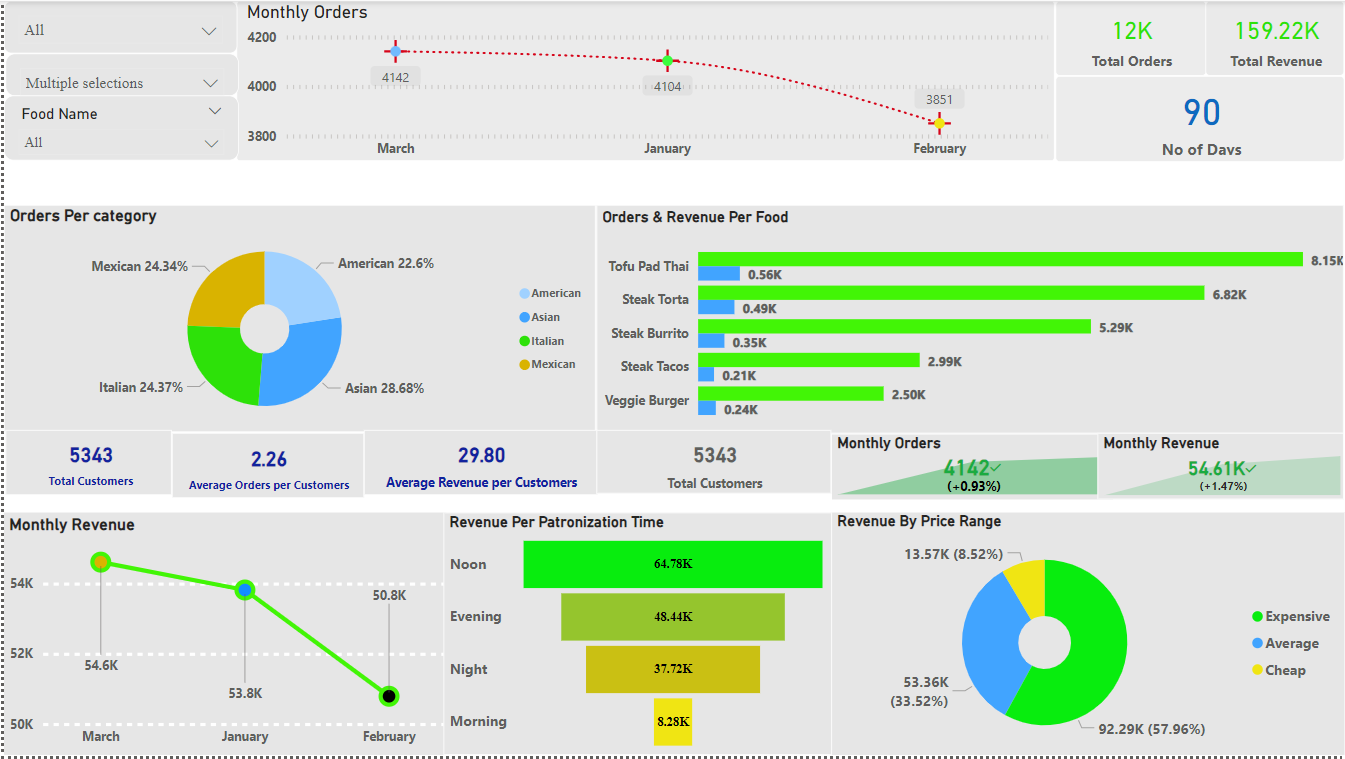 All
Multiple selections
Food Name
All
Monthly Orders
4200
4000
3800
4142
4104
3851
March
January
February
12K
Total Orders
159.22K
Total Revenue
90
No of Days
Orders Per category
Mexican 24.34%
American 22.6%
Italian 24.37%
Asian 28.68%
American
Asian
Italian
Mexican
Orders & Revenue Per Food
Tofu Pad Thai
8.15K
0.56K
Steak Torta
6.82K
0.49K
Steak Burrito
5.29K
0.35K
Steak Tacos
2.99K
0.21K
Veggie Burger
2.50K
0.24K
5343
Total Customers
2.26
Average Orders per Customers
29.80
Average Revenue per Customers
5343
Total Customers
Monthly Orders
4142
(+0.93%)
Monthly Revenue
54.61K
(+1.47%)
Monthly Revenue
54K
52K
50K
54.6K
53.8K
50.8K
March
January
February
Revenue Per Patronization Time
Noon
64.78K
Evening
48.44K
Night
37.72K
Morning
8.28K
Revenue By Price Range
13.57K (8.52%)
53.36K
(33.52%)
92.29K (57.96%)
Expensive
Average
Cheap